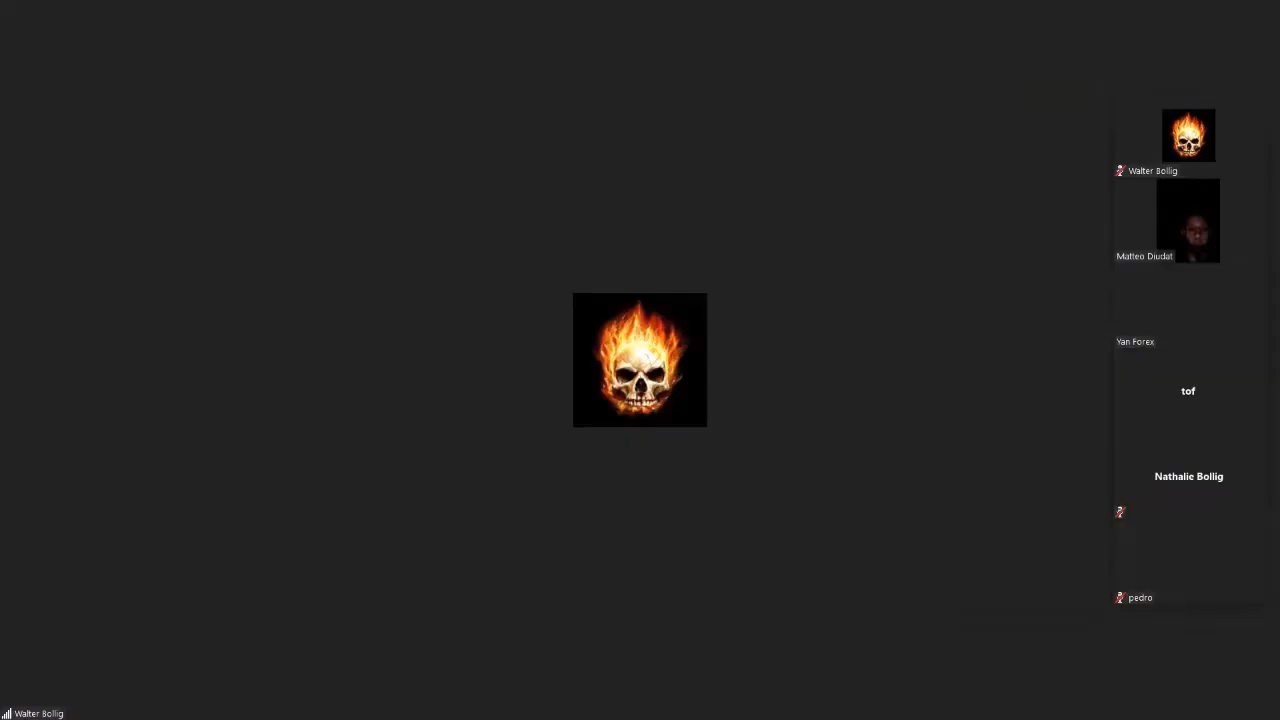 Walter Bollig
Matteo Diudat
Yan Forex
tof
Nathalie Bollig
pedro
Walter Bollig